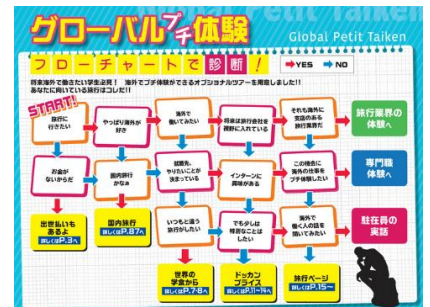 グローバルプチ体験
Global Petit Taiken
フローチャートで診断!
YES
NO
将来海外で働きたい学生必見!! 海外でプチ体験ができるオプショナルツアーを用意しました!!
あなたに向いている旅行はコレだ!!
START!
旅行に
行きたい
やっぱり海外が
好き
海外で
働いてみたい
将来は旅行会社を
視野に入れている
それも海外に
支店のある
旅行業界だ
旅行業界の
体験へ
お金が
ないからだ
国内旅行
かなぁ
就職先、
やりたいことが
決まっている
インターンに
興味がある
この機会に
海外の仕事を
プチ体験したい
専門職
体験へ
出世払いも
あるよ
詳しくはP.3へ
国内旅行
詳しくはP.87へ
いつもと違う
旅行がしたい
でも少しは
特別なことは
したい
海外で
働く人の話を
聞いてみたい
駐在員の
実話
世界の
学食から
詳しくはP.7-8へ
ドッカン
プライス
詳しくはP.11~14へ
旅行ページ
詳しくはP.15~